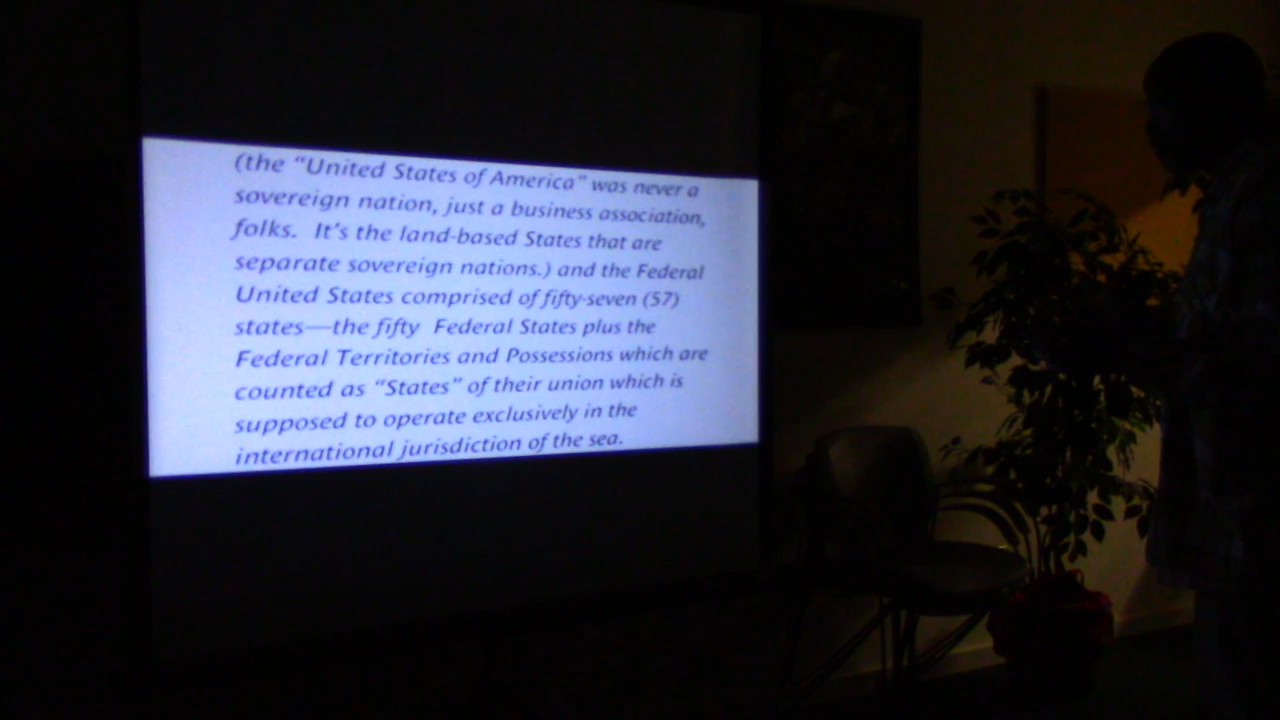 (the “United States of America” was never a
sovereign nation, just a business association,
folks.  It’s the land-based States that are
separate sovereign nations.) and the Federal
United States comprised of fifty-seven (57)
states—the fifty  Federal States plus the
Federal Territories and Possessions which are
counted as “States” of their union which is
supposed to operate exclusively in the
international jurisdiction of the sea.